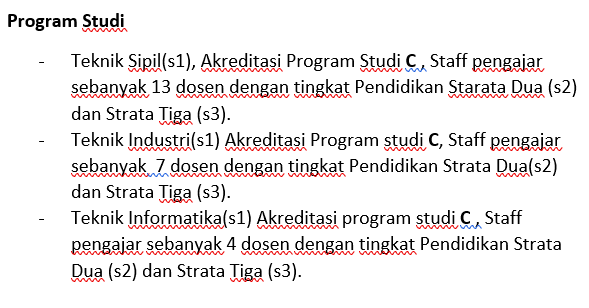 Program Studi
- Teknik Sipil(s1), Akreditasi Program Studi C , Staff pengajar
sebanyak 13 dosen dengan tingkat Pendidikan Starata Dua (s2)
dan Strata Tiga (s3).
- Teknik Industri(s1) Akreditasi Program studi C, Staff pengajar
sebanyak  7 dosen dengan tingkat Pendidikan Strata Dua(s2)
dan Strata Tiga (s3).
- Teknik Informatika(s1) Akreditasi program studi C , Staff
pengajar sebanyak 4 dosen dengan tingkat Pendidikan Strata
Dua (s2) dan Strata Tiga (s3).